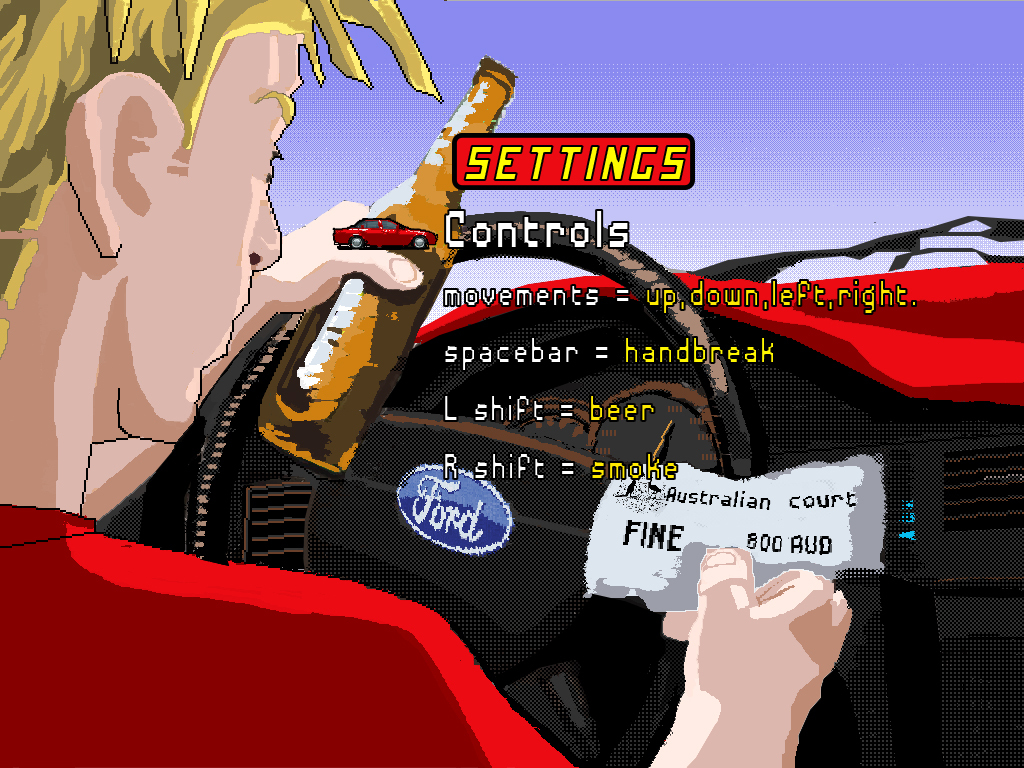 SETTINGS
Controls
movements = up,down,left,right.
spacebar = handbreak
L shift = beer
R shift = smoke
Ford
Australian court
FINE 800 AUD